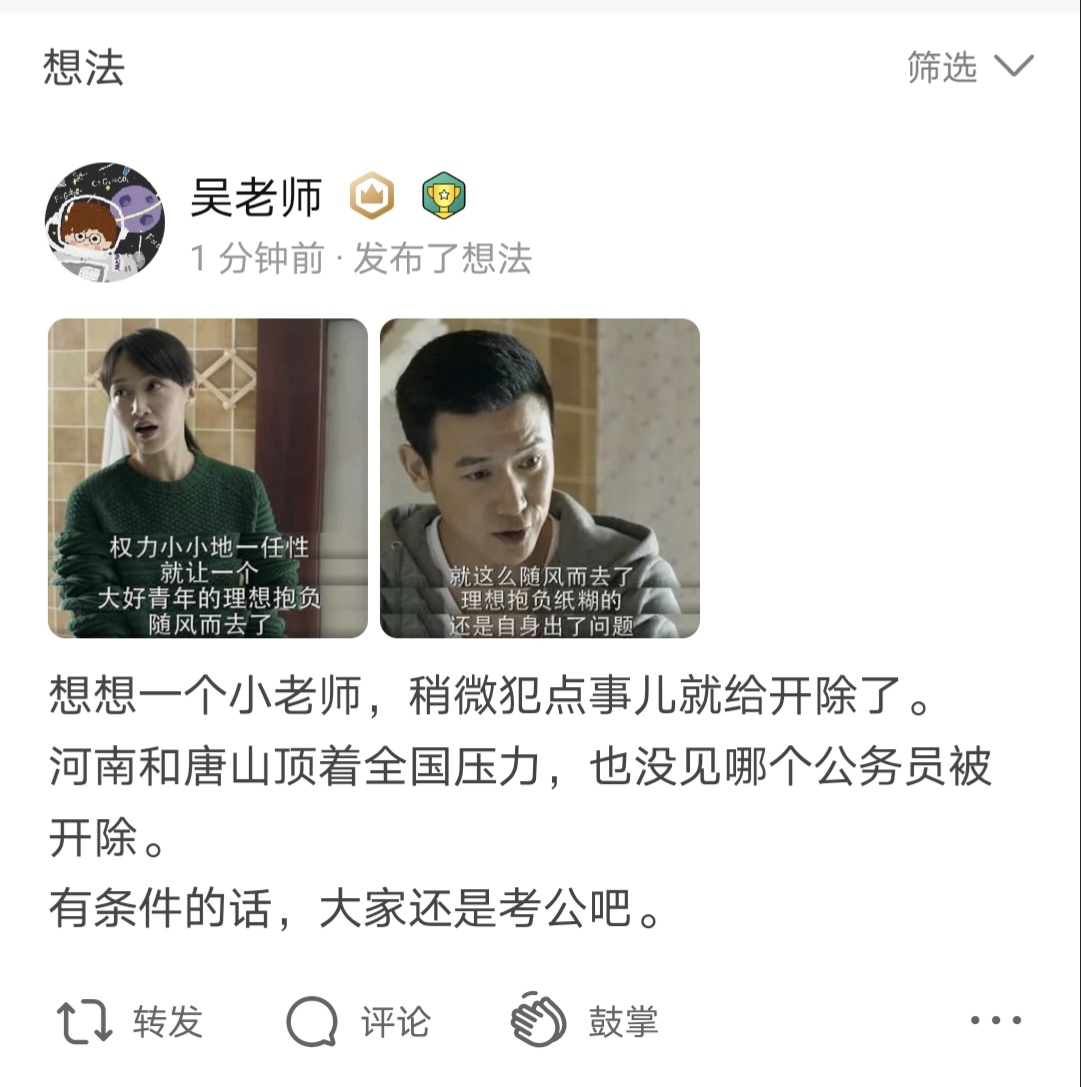 想法
筛选
吴老师
1 分钟前 · 发布了想法
权力小小地一任性
就让一个
大好青年的理想抱负
随风而去了
就这么随风而去了
理想抱负纸糊的
还是自身出了问题
想想一个小老师，稍微犯点事儿就给开除了。
河南和唐山顶着全国压力，也没见哪个公务员被
开除。
有条件的话，大家还是考公吧。
转发
评论
鼓掌